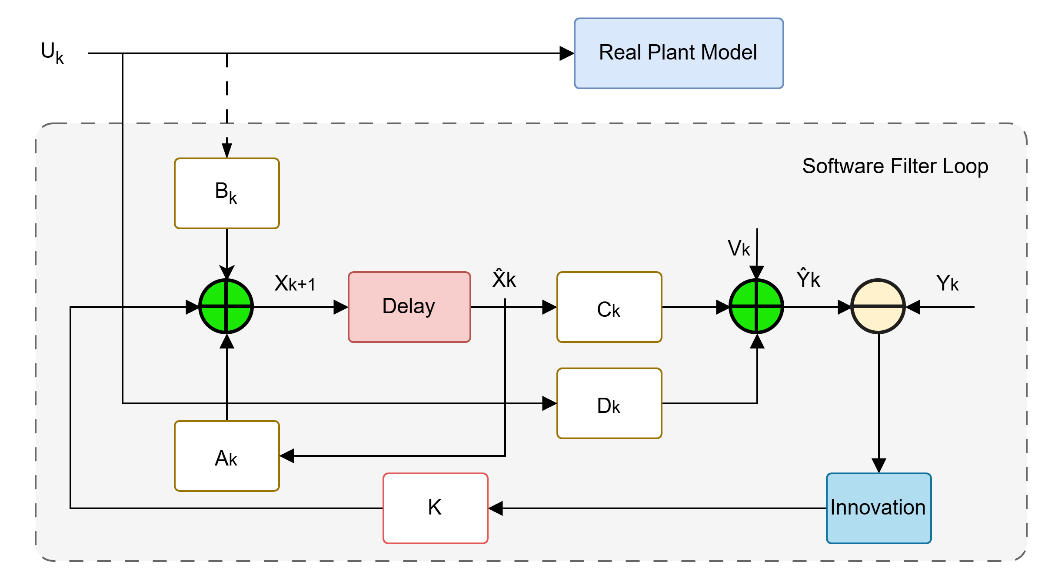 Uk
Real Plant Model
Software Filter Loop
Bk
Vk
Xk+1
Delay
X̂k
Ck
Ŷk
Yk
Dk
Ak
K
Innovation